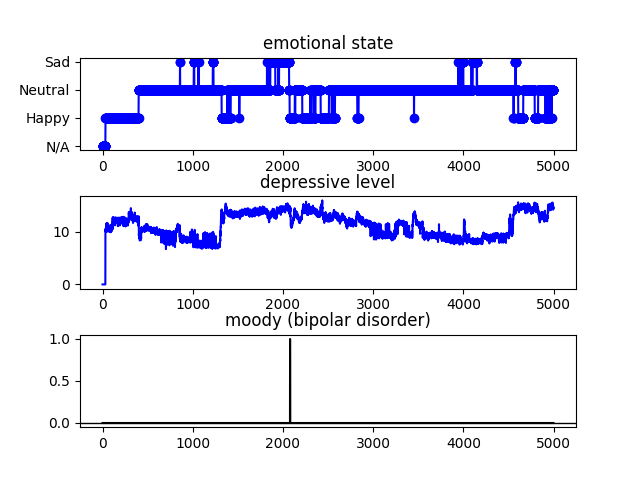 emotional state
Sad
Neutral
Happy
N/A
0 1000 2000 3000 4000 5000
depressive level
10
0
0 1000 2000 3000 4000 5000
moody (bipolar disorder)
1.0
0.5
0.0
0 1000 2000 3000 4000 5000